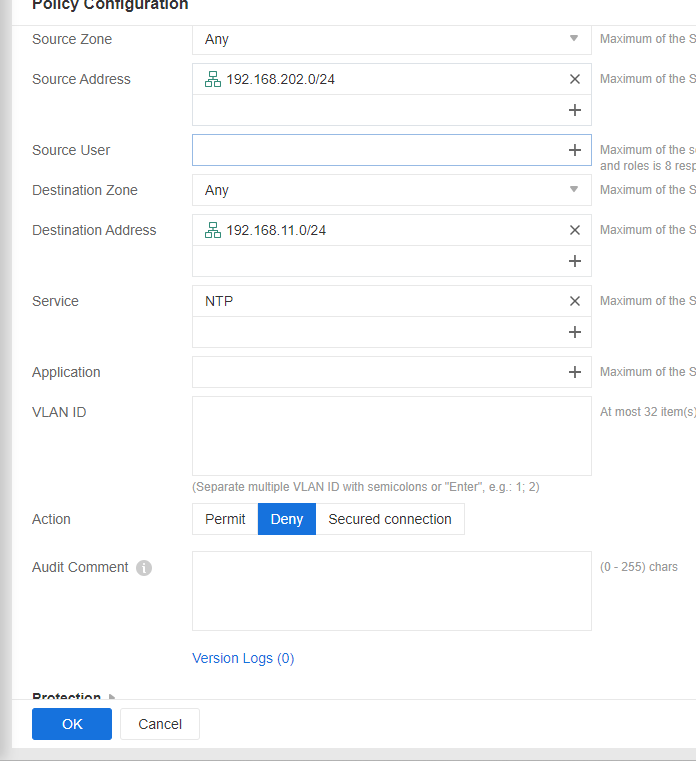 Policy Configuration
Source Zone Any Maximum of the S
Source Address 192.168.202.0/24 Maximum of the S
Source User Maximum of the s
and roles is 8 resp
Destination Zone Any Maximum of the S
Destination Address 192.168.11.0/24 Maximum of the S
Service NTP Maximum of the S
Application Maximum of the S
VLAN ID At most 32 item(s)
(Separate multiple VLAN ID with semicolons or "Enter", e.g.: 1; 2)
Action Permit Deny Secured connection
Audit Comment (0 - 255) chars
Version Logs (0)
Protection
OK Cancel